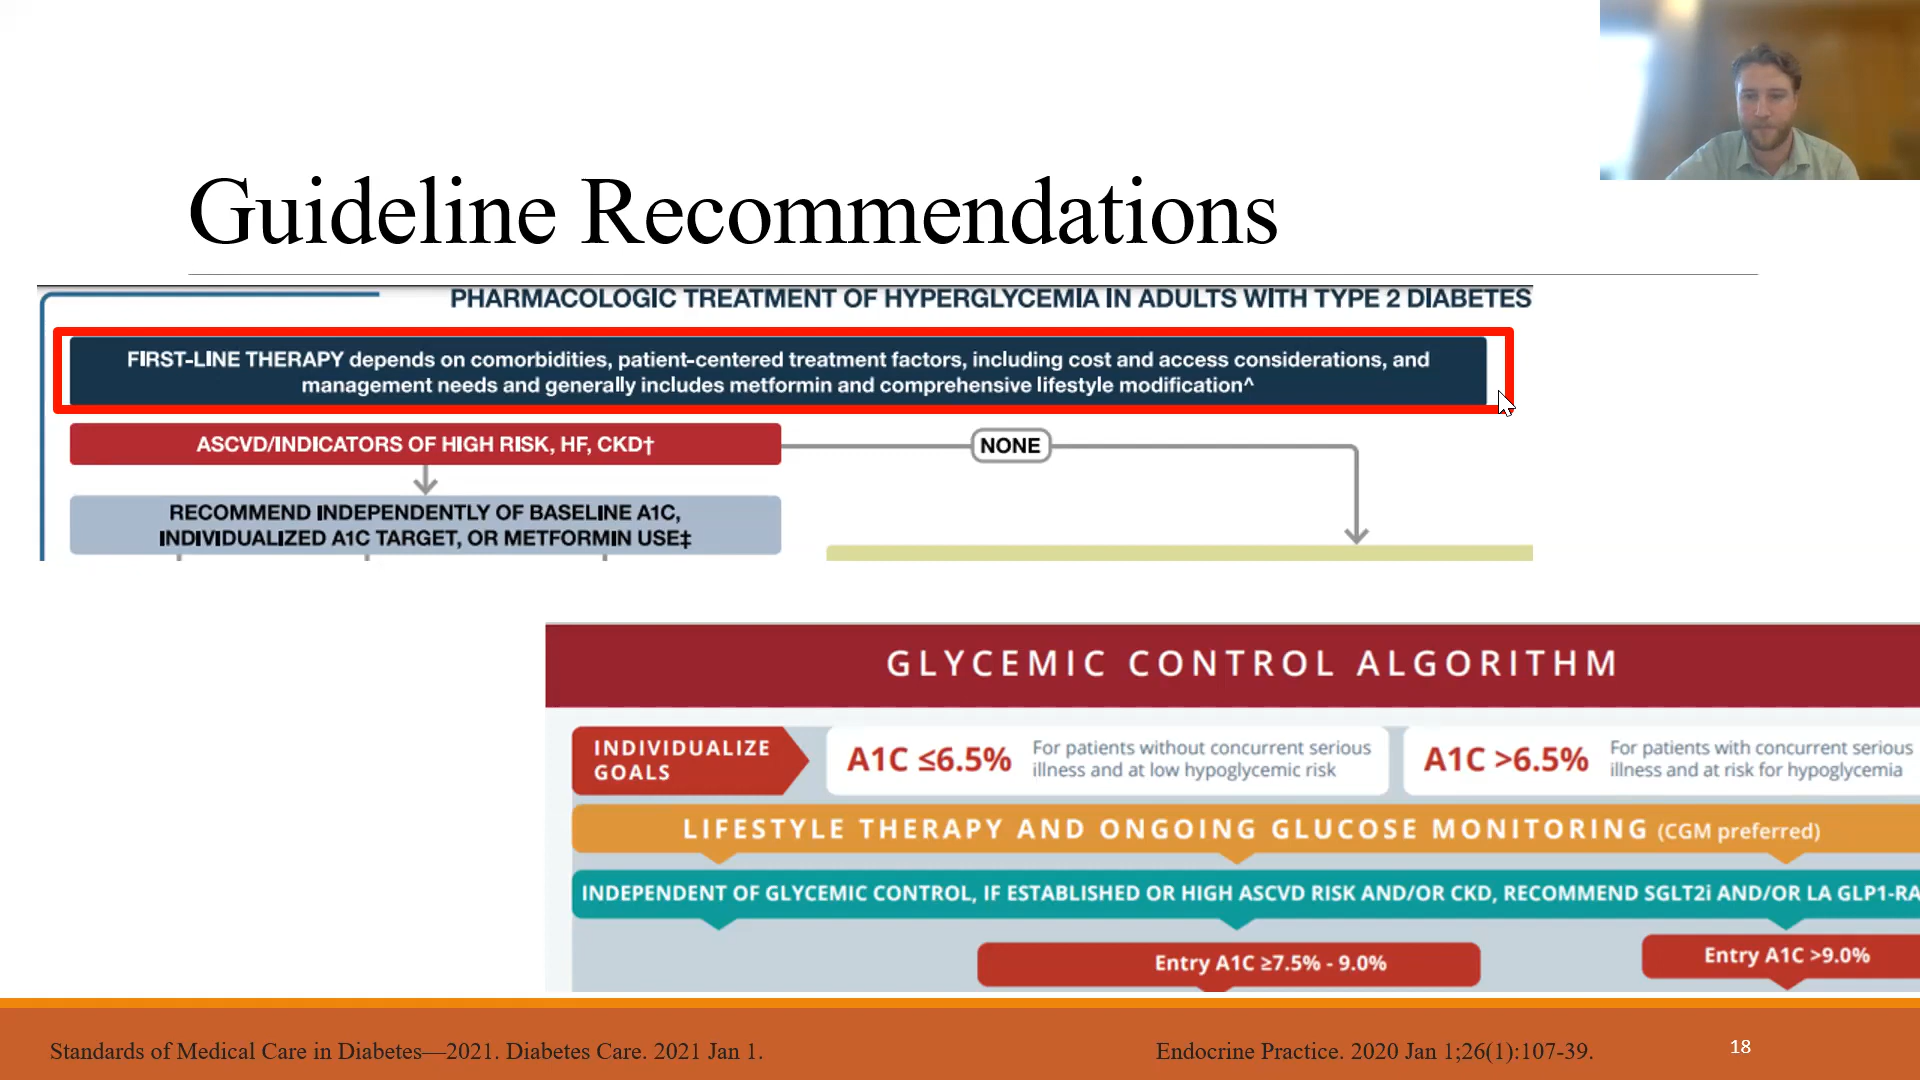 Guideline Recommendations
PHARMACOLOGIC TREATMENT OF HYPERGLYCEMIA IN ADULTS WITH TYPE 2 DIABETES
FIRST-LINE THERAPY depends on comorbidities, patient-centered treatment factors, including cost and access considerations, and
management needs and generally includes metformin and comprehensive lifestyle modification^
ASCVD/INDICATORS OF HIGH RISK, HF, CKD†
NONE
RECOMMEND INDEPENDENTLY OF BASELINE A1C,
INDIVIDUALIZED A1C TARGET, OR METFORMIN USE‡
GLYCEMIC CONTROL ALGORITHM
INDIVIDUALIZE
GOALS
A1C ≤6.5%
For patients without concurrent serious
illness and at low hypoglycemic risk
A1C >6.5%
For patients with concurrent serious
illness and at risk for hypoglycemia
LIFESTYLE THERAPY AND ONGOING GLUCOSE MONITORING (CGM preferred)
INDEPENDENT OF GLYCEMIC CONTROL, IF ESTABLISHED OR HIGH ASCVD RISK AND/OR CKD, RECOMMEND SGLT2i AND/OR LA GLP1-RA
Entry A1C ≥7.5% - 9.0%
Entry A1C >9.0%
Standards of Medical Care in Diabetes—2021. Diabetes Care. 2021 Jan 1.
Endocrine Practice. 2020 Jan 1;26(1):107-39.
18